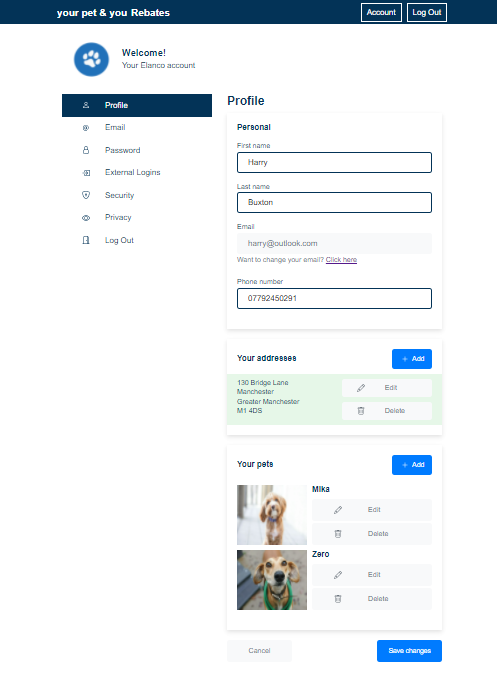 your pet & you Rebates
Account
Log Out
Welcome!
Your Elanco account
Profile
Email
Password
External Logins
Security
Privacy
Log Out
Profile
Personal
First name
Harry
Last name
Buxton
Email
harry@outlook.com
Want to change your email? Click here
Phone number
07792450291
Your addresses
+ Add
130 Bridge Lane
Manchester
Greater Manchester
M1 4DS
Edit
Delete
Your pets
+ Add
Mika
Edit
Delete
Zero
Edit
Delete
Cancel
Save changes